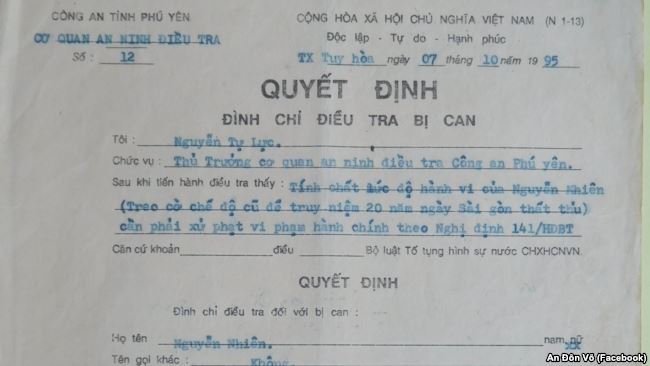 CÔNG AN TỈNH PHÚ YÊN
CỘNG HÒA XÃ HỘI CHỦ NGHĨA VIỆT NAM (N 1-13)
CƠ QUAN AN NINH ĐIỀU TRA
Độc lập - Tự do - Hạnh phúc
Số : 12
TX Tuy hòa ngày 07 tháng 10 năm 1995
QUYẾT ĐỊNH
ĐÌNH CHỈ ĐIỀU TRA BỊ CAN
Tôi : Nguyễn Tự Lực.
Chức vụ : Thủ Trưởng cơ quan an ninh điều tra Công an Phú yên.
Sau khi tiến hành điều tra thấy : Tính chất mức độ hành vi của Nguyễn Nhiên
(Treo cờ chế độ cũ để truy niệm 20 năm ngày Sài gòn thất thủ)
cần phải xử phạt vi phạm hành chính theo Nghị định 141/HĐBT
Căn cứ khoản điều Bộ luật Tố tụng hình sự nước CHXHCNVN.
QUYẾT ĐỊNH
Đình chỉ điều tra đối với bị can :
Họ tên Nguyễn Nhiên. nam, nữ
Tên gọi khác : Không.
An Đôn Võ (Facebook)